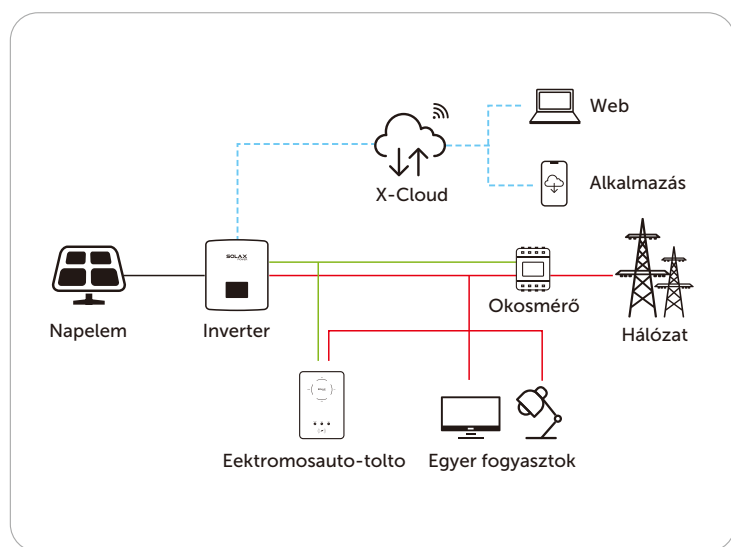 Web
X-Cloud
Alkalmazás
SOLAX
Napelem
Inverter
Okosmérő
Hálózat
Eektromosauto-tolto
Egyer fogyasztok